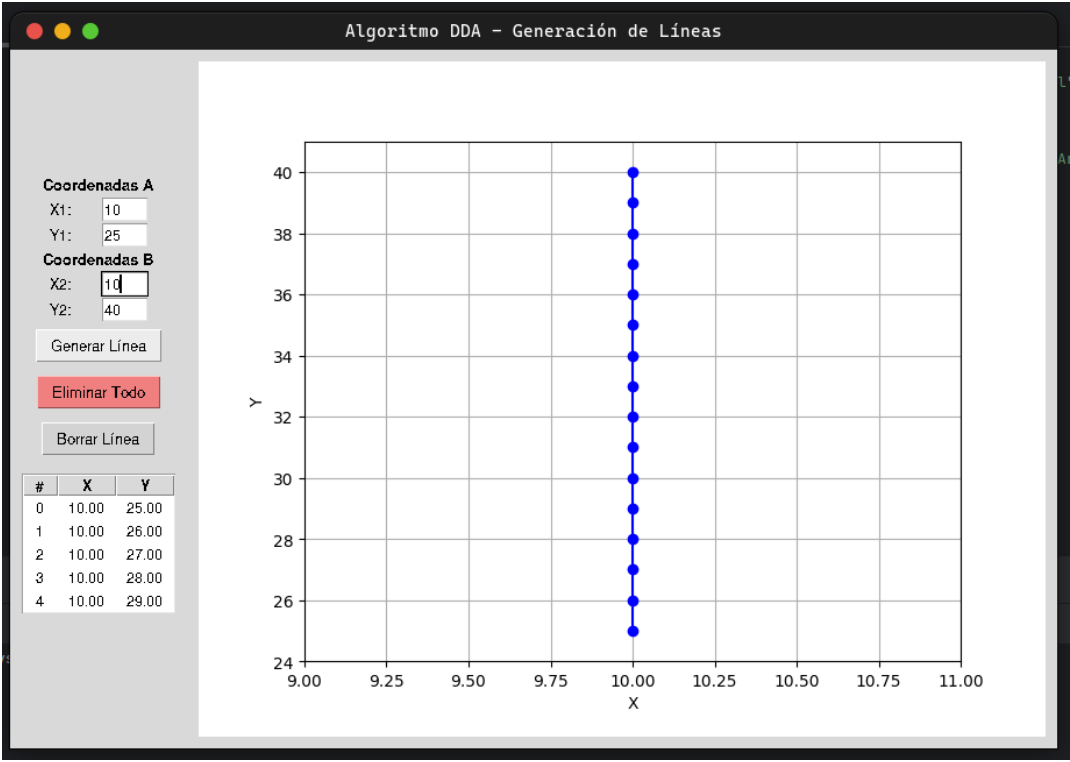 Algoritmo DDA - Generación de Líneas
Coordenadas A
X1: 10
Y1: 25
Coordenadas B
X2: 10
Y2: 40
Generar Línea
Eliminar Todo
Borrar Línea
# X Y
0 10.00 25.00
1 10.00 26.00
2 10.00 27.00
3 10.00 28.00
4 10.00 29.00
40
38
36
34
Y
32
30
28
26
24
9.00 9.25 9.50 9.75 10.00 10.25 10.50 10.75 11.00
X